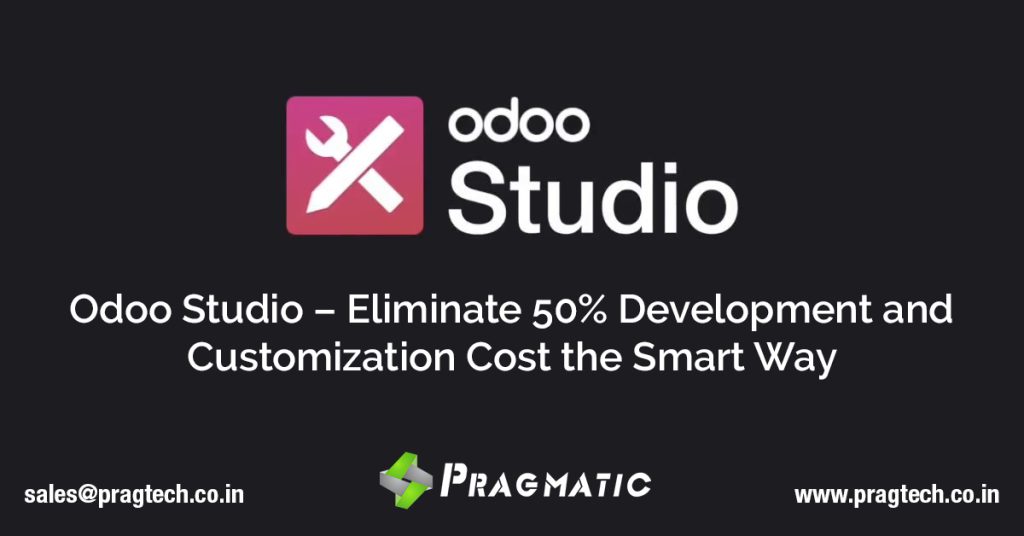 odoo
Studio
Odoo Studio – Eliminate 50% Development and
Customization Cost the Smart Way
sales@pragtech.co.in
PRAGMATIC
www.pragtech.co.in